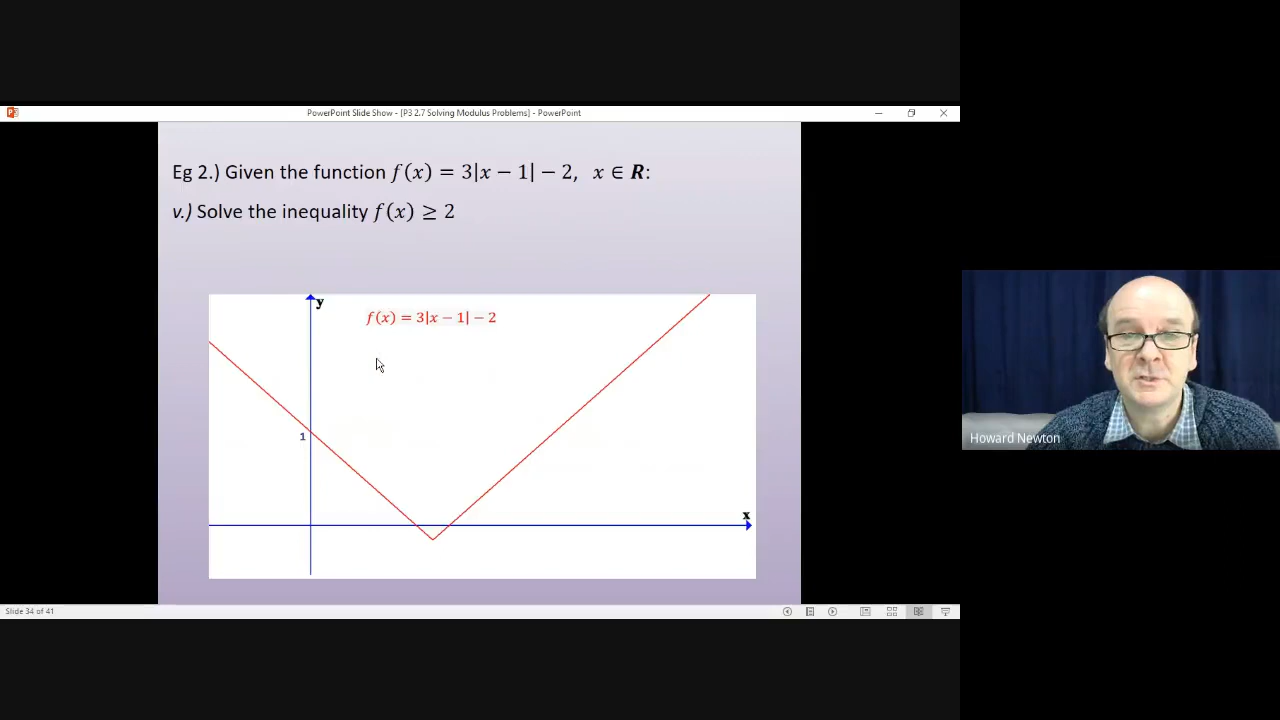 PowerPoint Slide Show - [P3 2.7 Solving Modulus Problems] - PowerPoint
Eg 2.) Given the function f(x) = 3|x − 1| − 2, x ∈ R:
v.) Solve the inequality f(x) ≥ 2
y
f(x) = 3|x − 1| − 2
1
x
Howard Newton
Slide 34 of 41